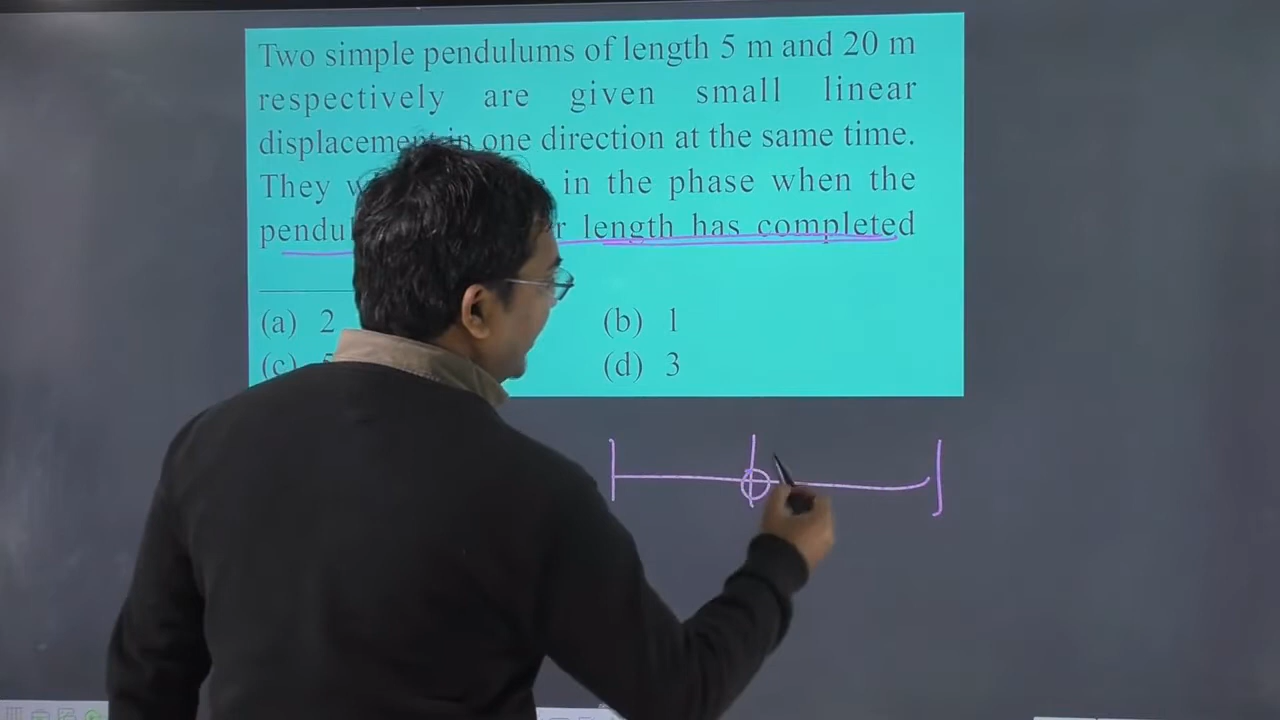 Two simple pendulums of length 5 m and 20 m
respectively are given small linear
displacement in one direction at the same time.
They in the phase when the
length has completed
(a) 2 (b) 1
(c) (d) 3